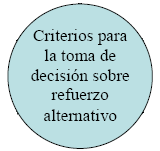 Criterios para
la toma de
decisión sobre
refuerzo
alternativo